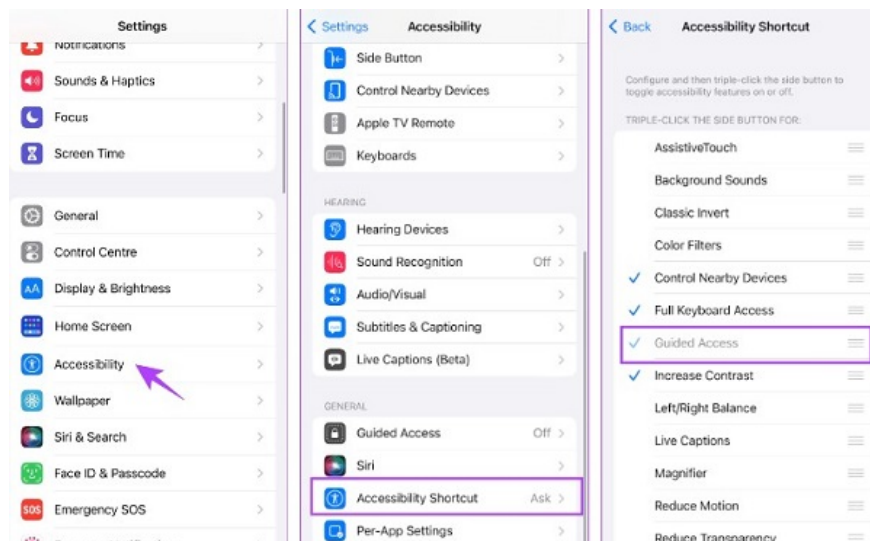 Settings
Notifications
Sounds & Haptics
Focus
Screen Time
General
Control Centre
Display & Brightness
Home Screen
Accessibility
Wallpaper
Siri & Search
Face ID & Passcode
SOS Emergency SOS
Settings Accessibility
Side Button
Control Nearby Devices
Apple TV Remote
Keyboards
HEARING
Hearing Devices
Sound Recognition Off
Audio/Visual
Subtitles & Captioning
Live Captions (Beta)
GENERAL
Guided Access Off
Siri
Accessibility Shortcut Ask
Per-App Settings
Back Accessibility Shortcut
Configure and then triple-click the side button to
toggle accessibility features on or off.
TRIPLE-CLICK THE SIDE BUTTON FOR:
AssistiveTouch
Background Sounds
Classic Invert
Color Filters
Control Nearby Devices
Full Keyboard Access
Guided Access
Increase Contrast
Left/Right Balance
Live Captions
Magnifier
Reduce Motion
Reduce Transparency